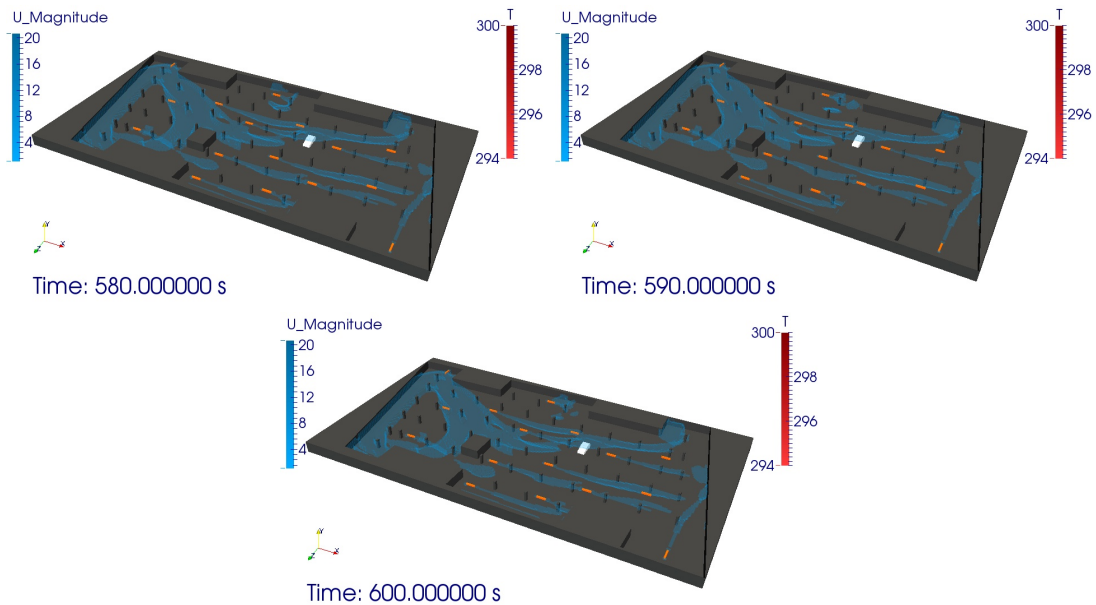 U_Magnitude
20
16
12
8
4
T
300
298
296
294
Y
X
Z
Time: 580.000000 s
U_Magnitude
20
16
12
8
4
T
300
298
296
294
Y
X
Z
Time: 590.000000 s
U_Magnitude
20
16
12
8
4
T
300
298
296
294
Y
X
Z
Time: 600.000000 s